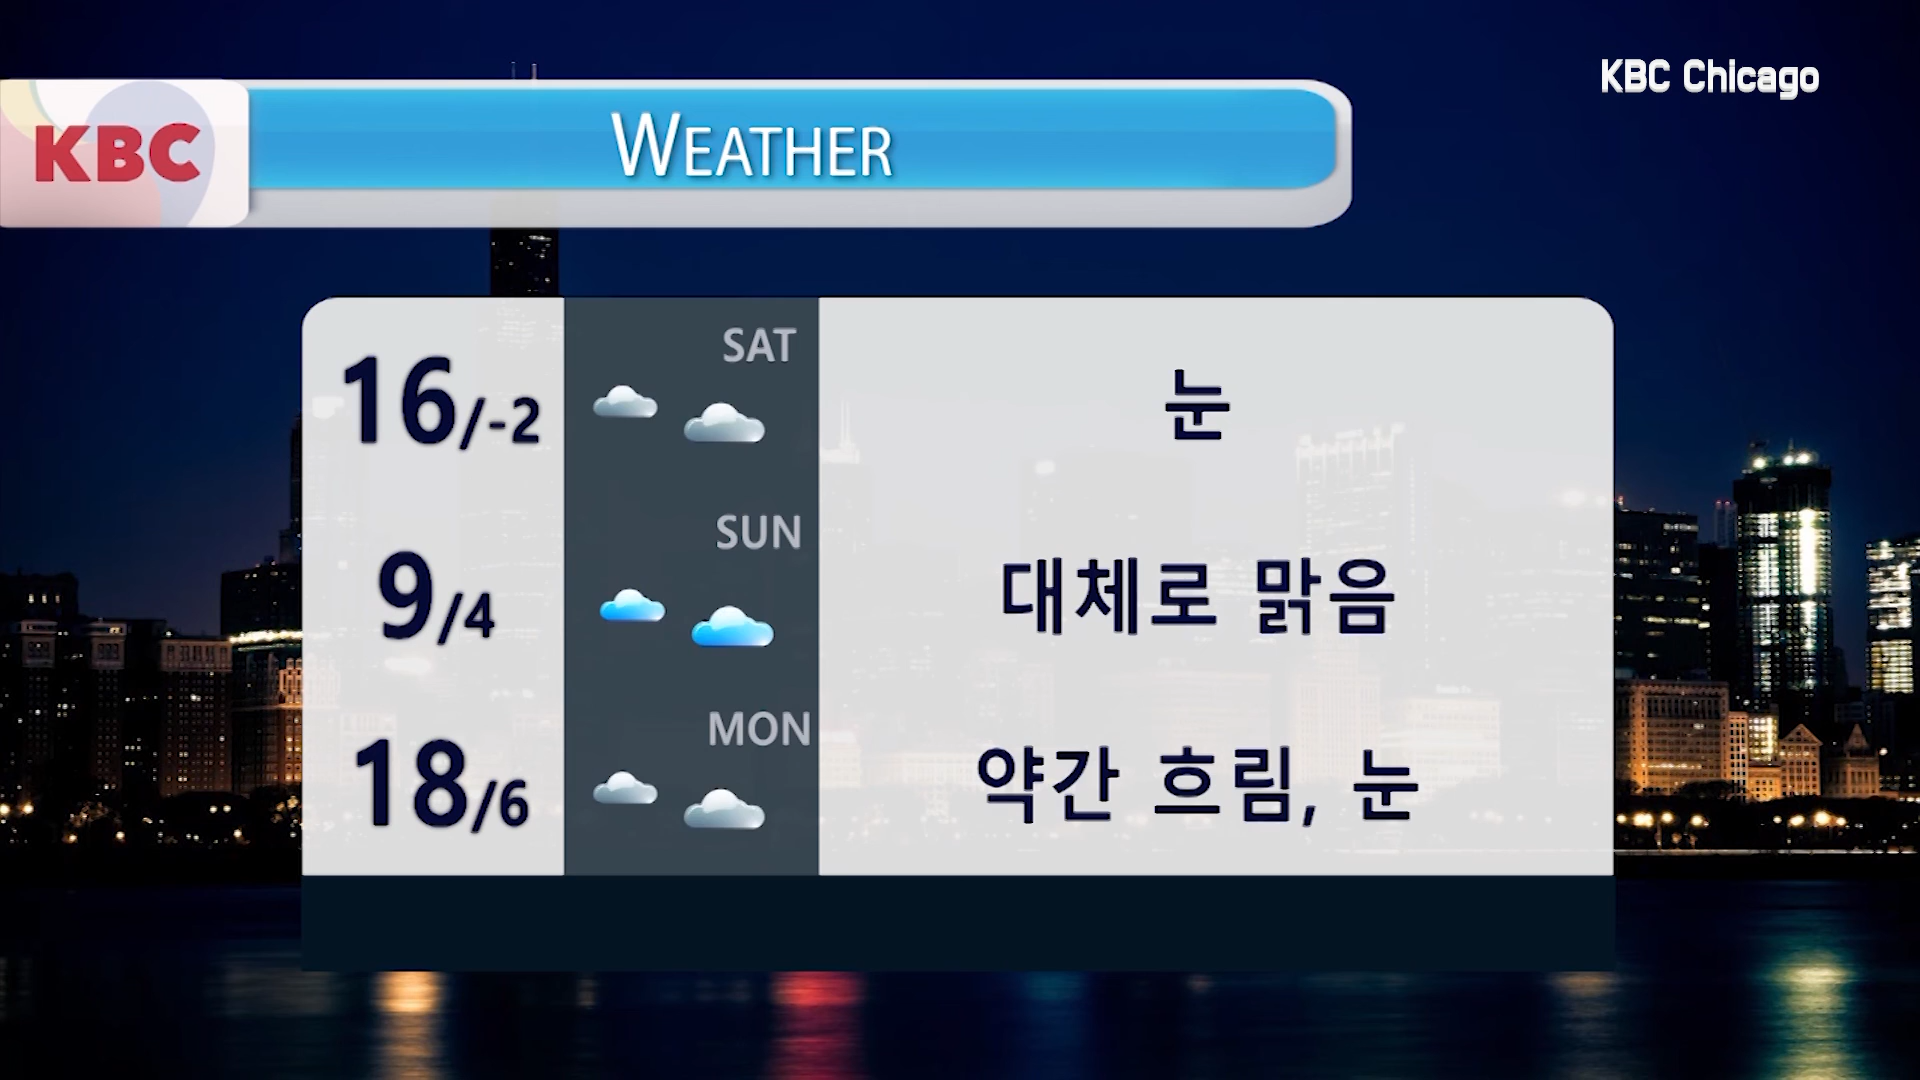 KBC Chicago
KBC
WEATHER
SAT
16/-2
눈
SUN
9/4
대체로 맑음
MON
18/6
약간 흐림, 눈